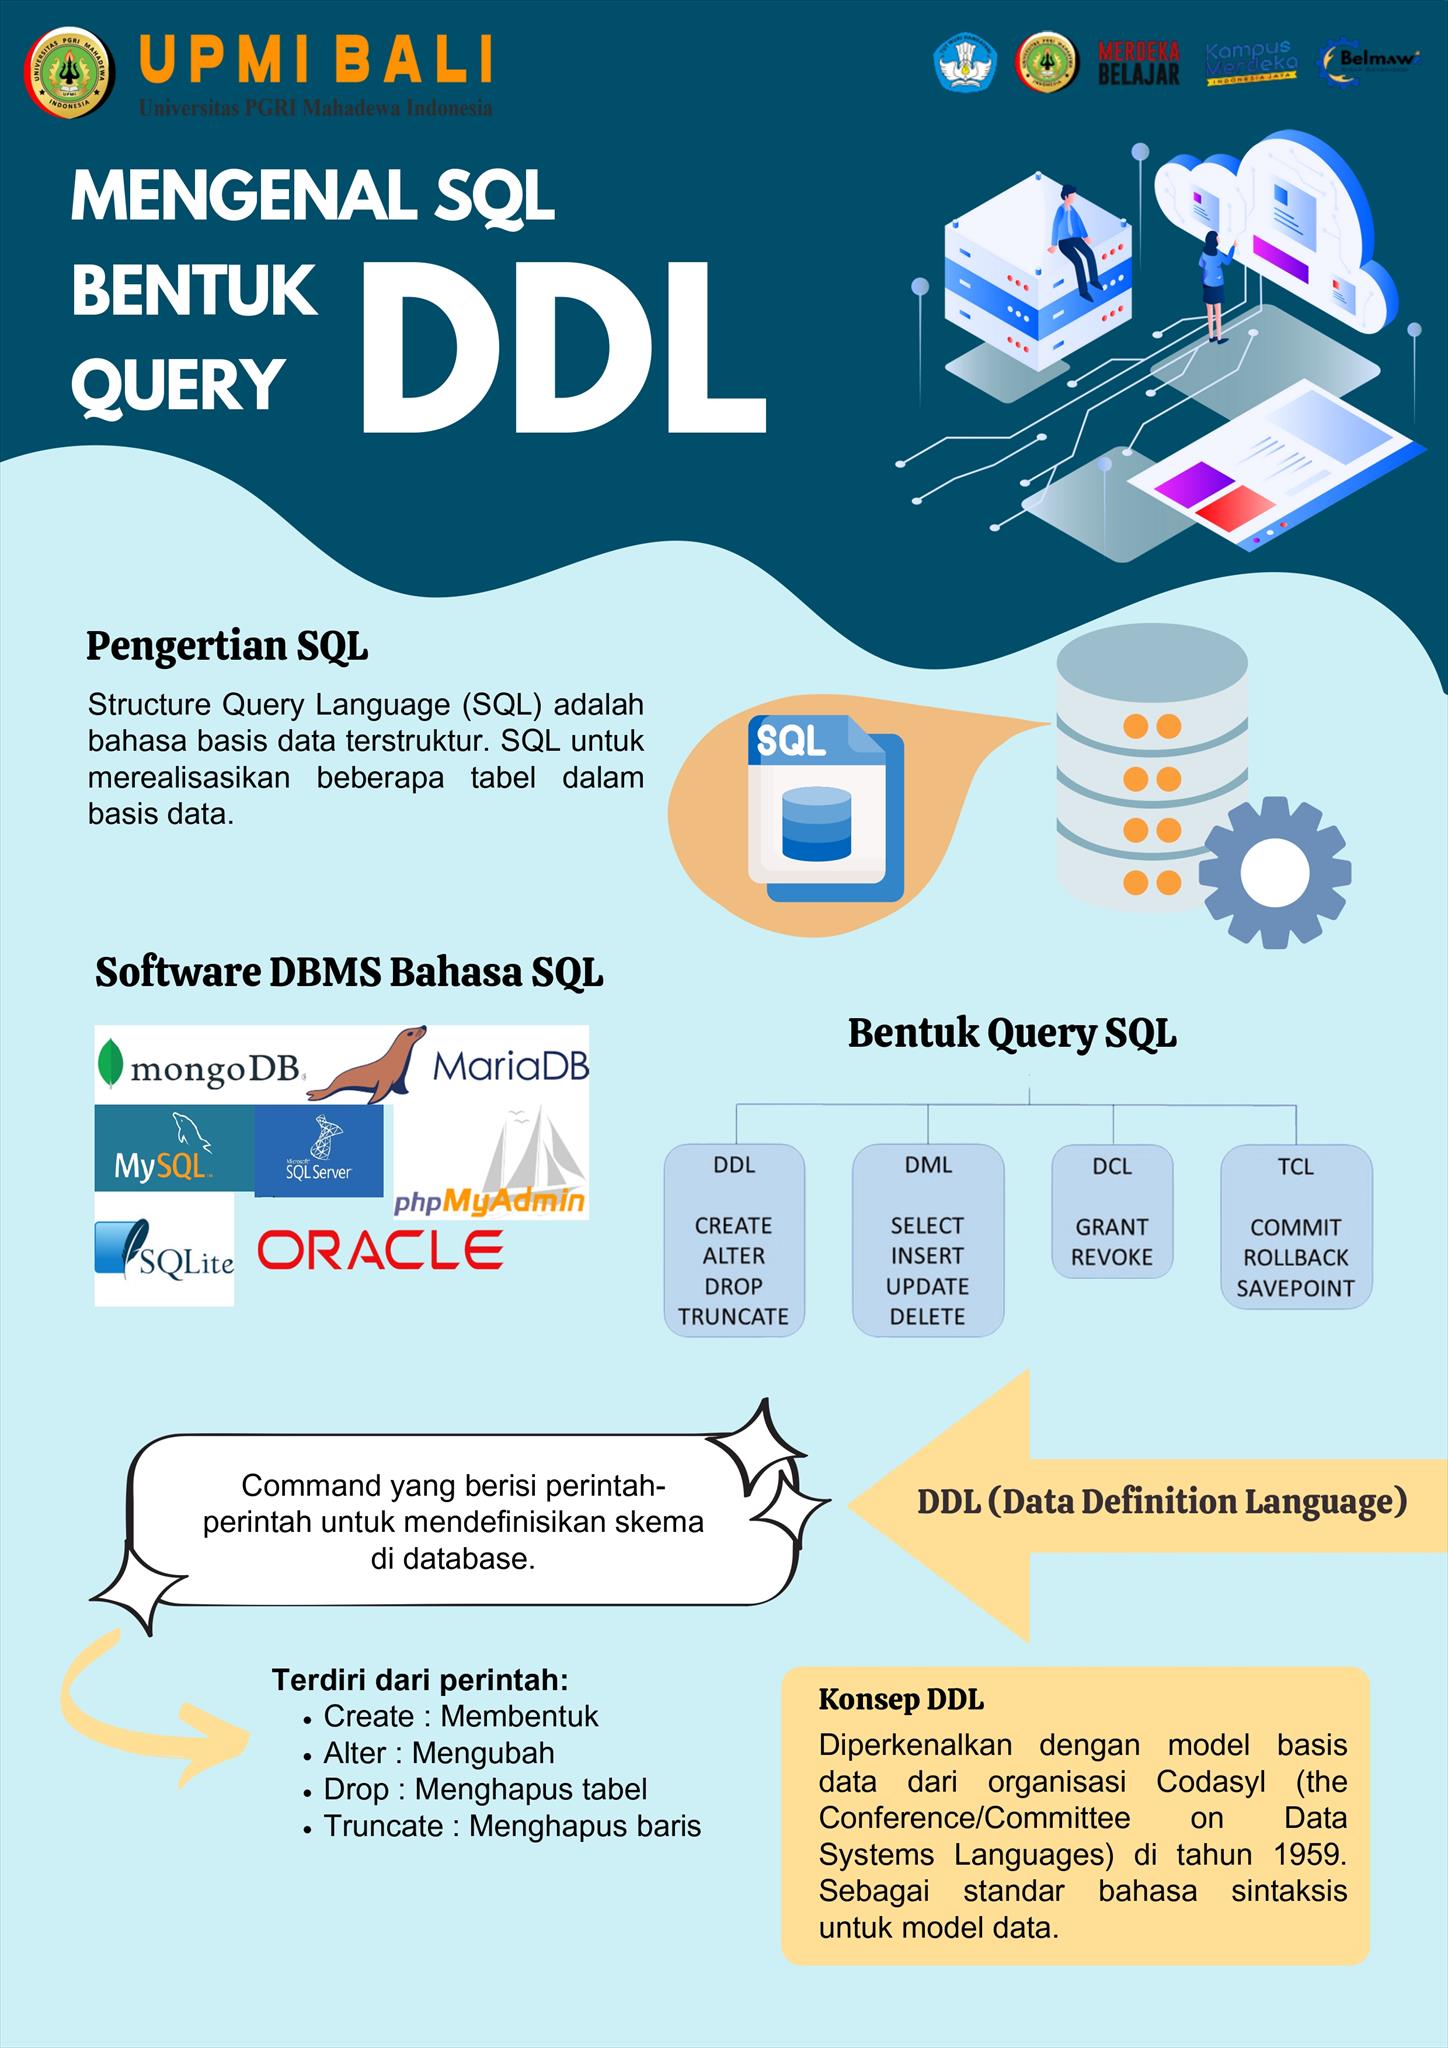 UPMI BALI
Universitas PGRI Mahadewa Indonesia
UNIVERSITAS PGRI MAHADEWA
UPMI
INDONESIA
MERDEKA
BELAJAR
Kampus
Merdeka
INDONESIA JAYA
Belmawa
MENGENAL SQL
BENTUK
QUERY
DDL
Pengertian SQL
Structure Query Language (SQL) adalah
bahasa basis data terstruktur. SQL untuk
merealisasikan beberapa tabel dalam
basis data.
SQL
Software DBMS Bahasa SQL
mongoDB
MariaDB
MySQL
Microsoft
SQL Server
phpMyAdmin
SQLite
ORACLE
Bentuk Query SQL
DDL
CREATE
ALTER
DROP
TRUNCATE
DML
SELECT
INSERT
UPDATE
DELETE
DCL
GRANT
REVOKE
TCL
COMMIT
ROLLBACK
SAVEPOINT
DDL (Data Definition Language)
Command yang berisi perintah-
perintah untuk mendefinisikan skema
di database.
Terdiri dari perintah:
• Create : Membentuk
• Alter : Mengubah
• Drop : Menghapus tabel
• Truncate : Menghapus baris
Konsep DDL
Diperkenalkan dengan model basis
data dari organisasi Codasyl (the
Conference/Committee on Data
Systems Languages) di tahun 1959.
Sebagai standar bahasa sintaksis
untuk model data.